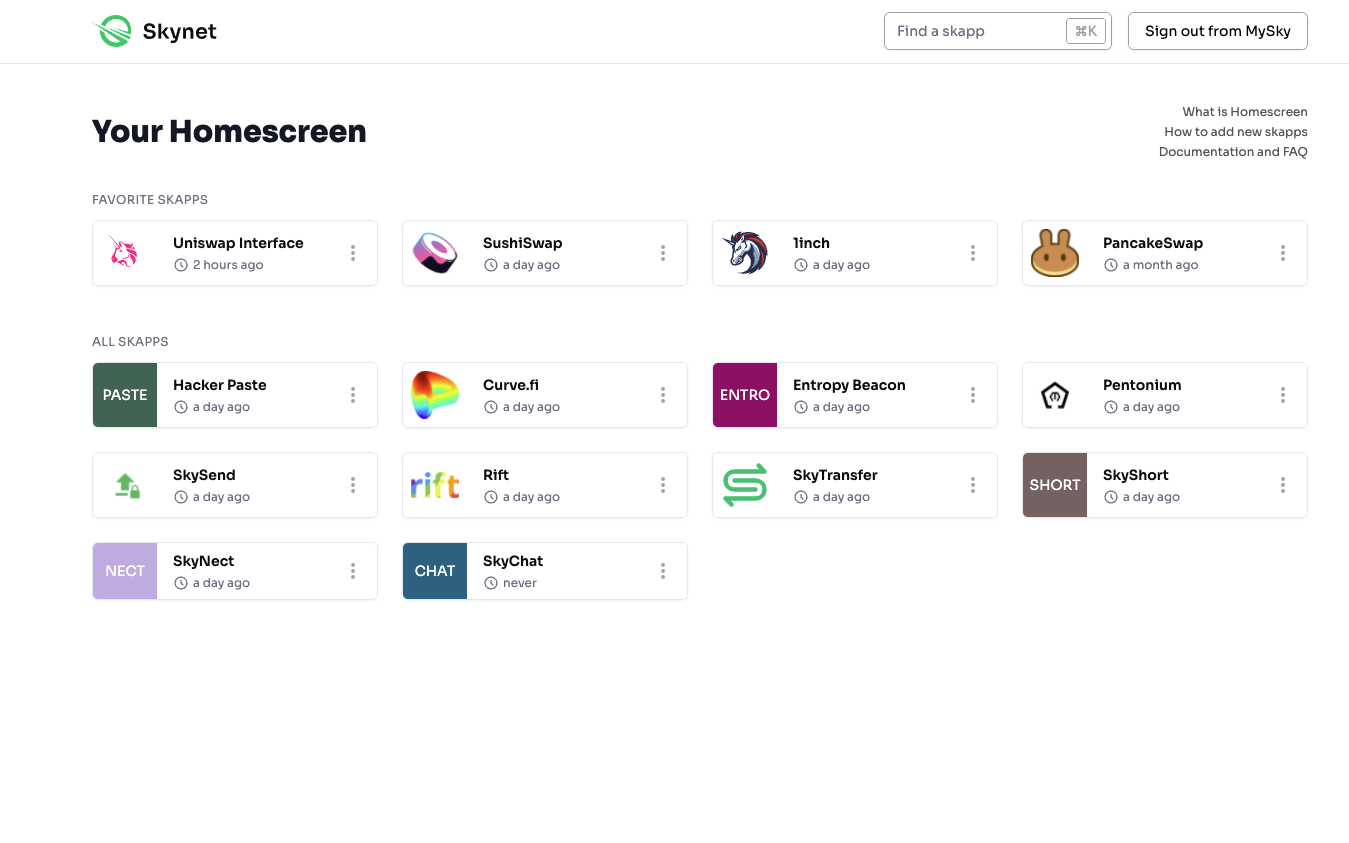 Skynet
Find a skapp ⌘K
Sign out from MySky
Your Homescreen
What is Homescreen
How to add new skapps
Documentation and FAQ
FAVORITE SKAPPS
Uniswap Interface
2 hours ago
SushiSwap
a day ago
1inch
a day ago
PancakeSwap
a month ago
ALL SKAPPS
PASTE
Hacker Paste
a day ago
Curve.fi
a day ago
ENTRO
Entropy Beacon
a day ago
Pentonium
a day ago
SkySend
a day ago
rift
Rift
a day ago
SkyTransfer
a day ago
SHORT
SkyShort
a day ago
NECT
SkyNect
a day ago
CHAT
SkyChat
never